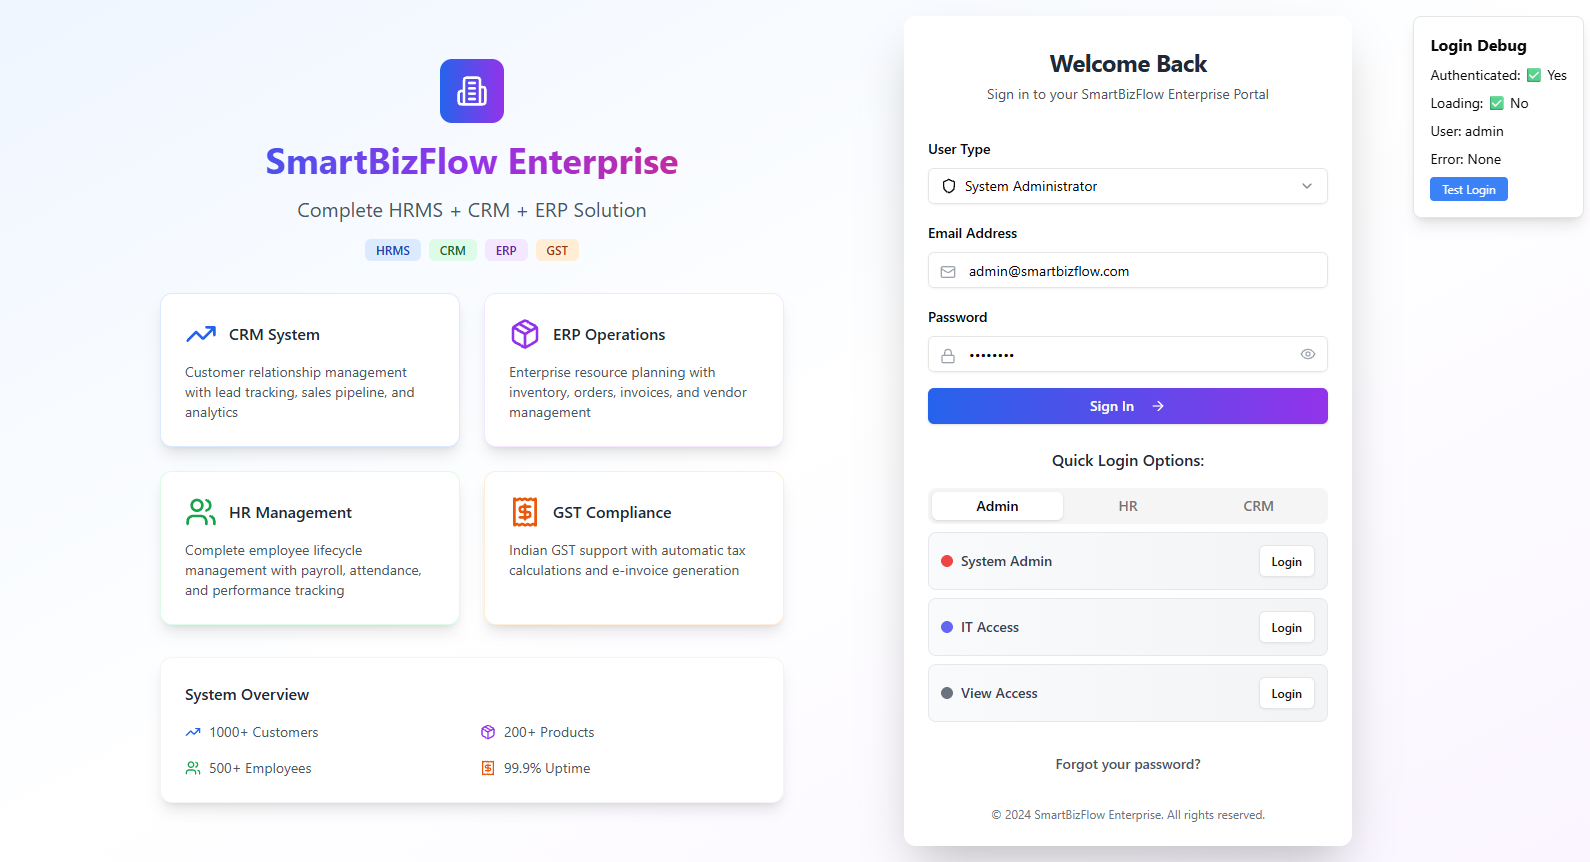 SmartBizFlow Enterprise
Complete HRMS + CRM + ERP Solution
HRMS CRM ERP GST
CRM System
Customer relationship management
with lead tracking, sales pipeline, and
analytics
ERP Operations
Enterprise resource planning with
inventory, orders, invoices, and vendor
management
HR Management
Complete employee lifecycle
management with payroll, attendance,
and performance tracking
GST Compliance
Indian GST support with automatic tax
calculations and e-invoice generation
System Overview
1000+ Customers
200+ Products
500+ Employees
99.9% Uptime
Welcome Back
Sign in to your SmartBizFlow Enterprise Portal
User Type
System Administrator
Email Address
admin@smartbizflow.com
Password
••••••••
Sign In →
Quick Login Options:
Admin HR CRM
System Admin Login
IT Access Login
View Access Login
Forgot your password?
© 2024 SmartBizFlow Enterprise. All rights reserved.
Login Debug
Authenticated: ✅ Yes
Loading: ✅ No
User: admin
Error: None
Test Login